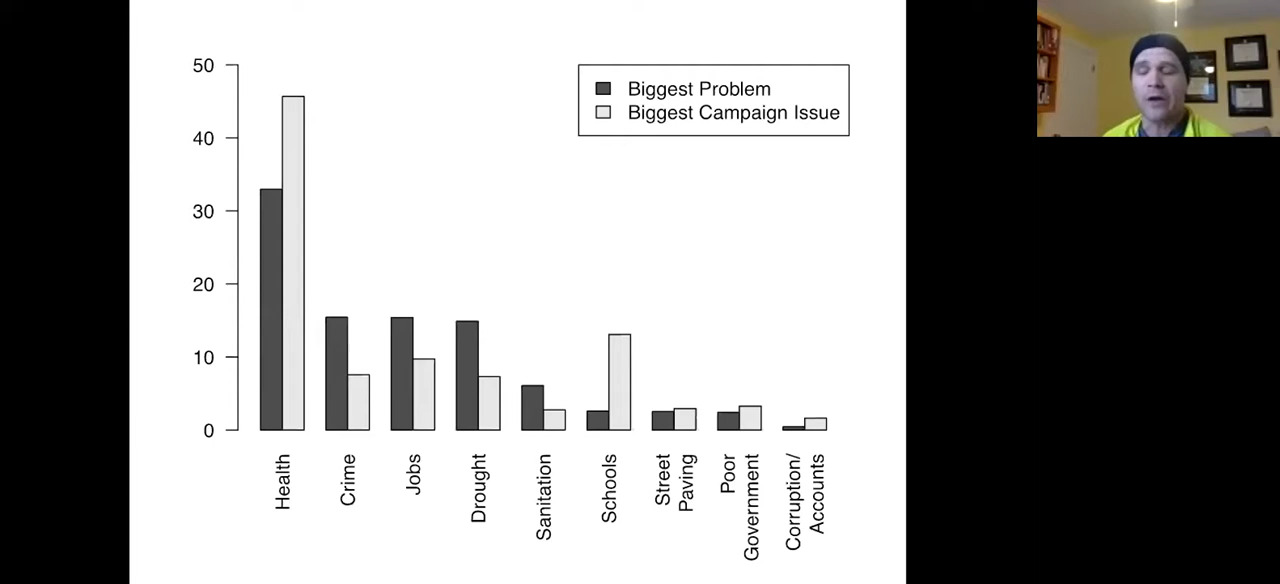 50
40
30
20
10
0
Biggest Problem
Biggest Campaign Issue
Health
Crime
Jobs
Drought
Sanitation
Schools
Street
Paving
Poor
Government
Corruption/
Accounts